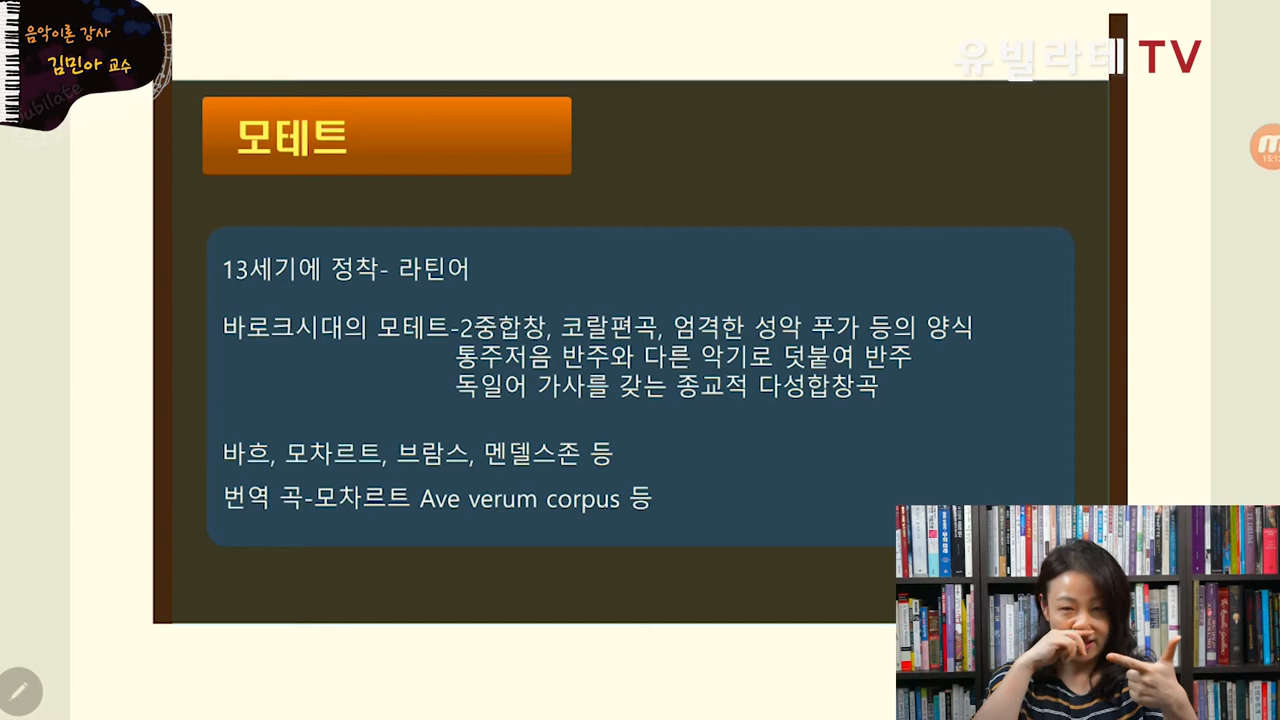 음악이론 강사
김민아 교수
Jubilate
유빌라테 TV
모테트
13세기에 정착- 라틴어
바로크시대의 모테트-2중합창, 코랄편곡, 엄격한 성악 푸가 등의 양식
통주저음 반주와 다른 악기로 덧붙여 반주
독일어 가사를 갖는 종교적 다성합창곡
바흐, 모차르트, 브람스, 멘델스존 등
번역 곡-모차르트 Ave verum corpus 등